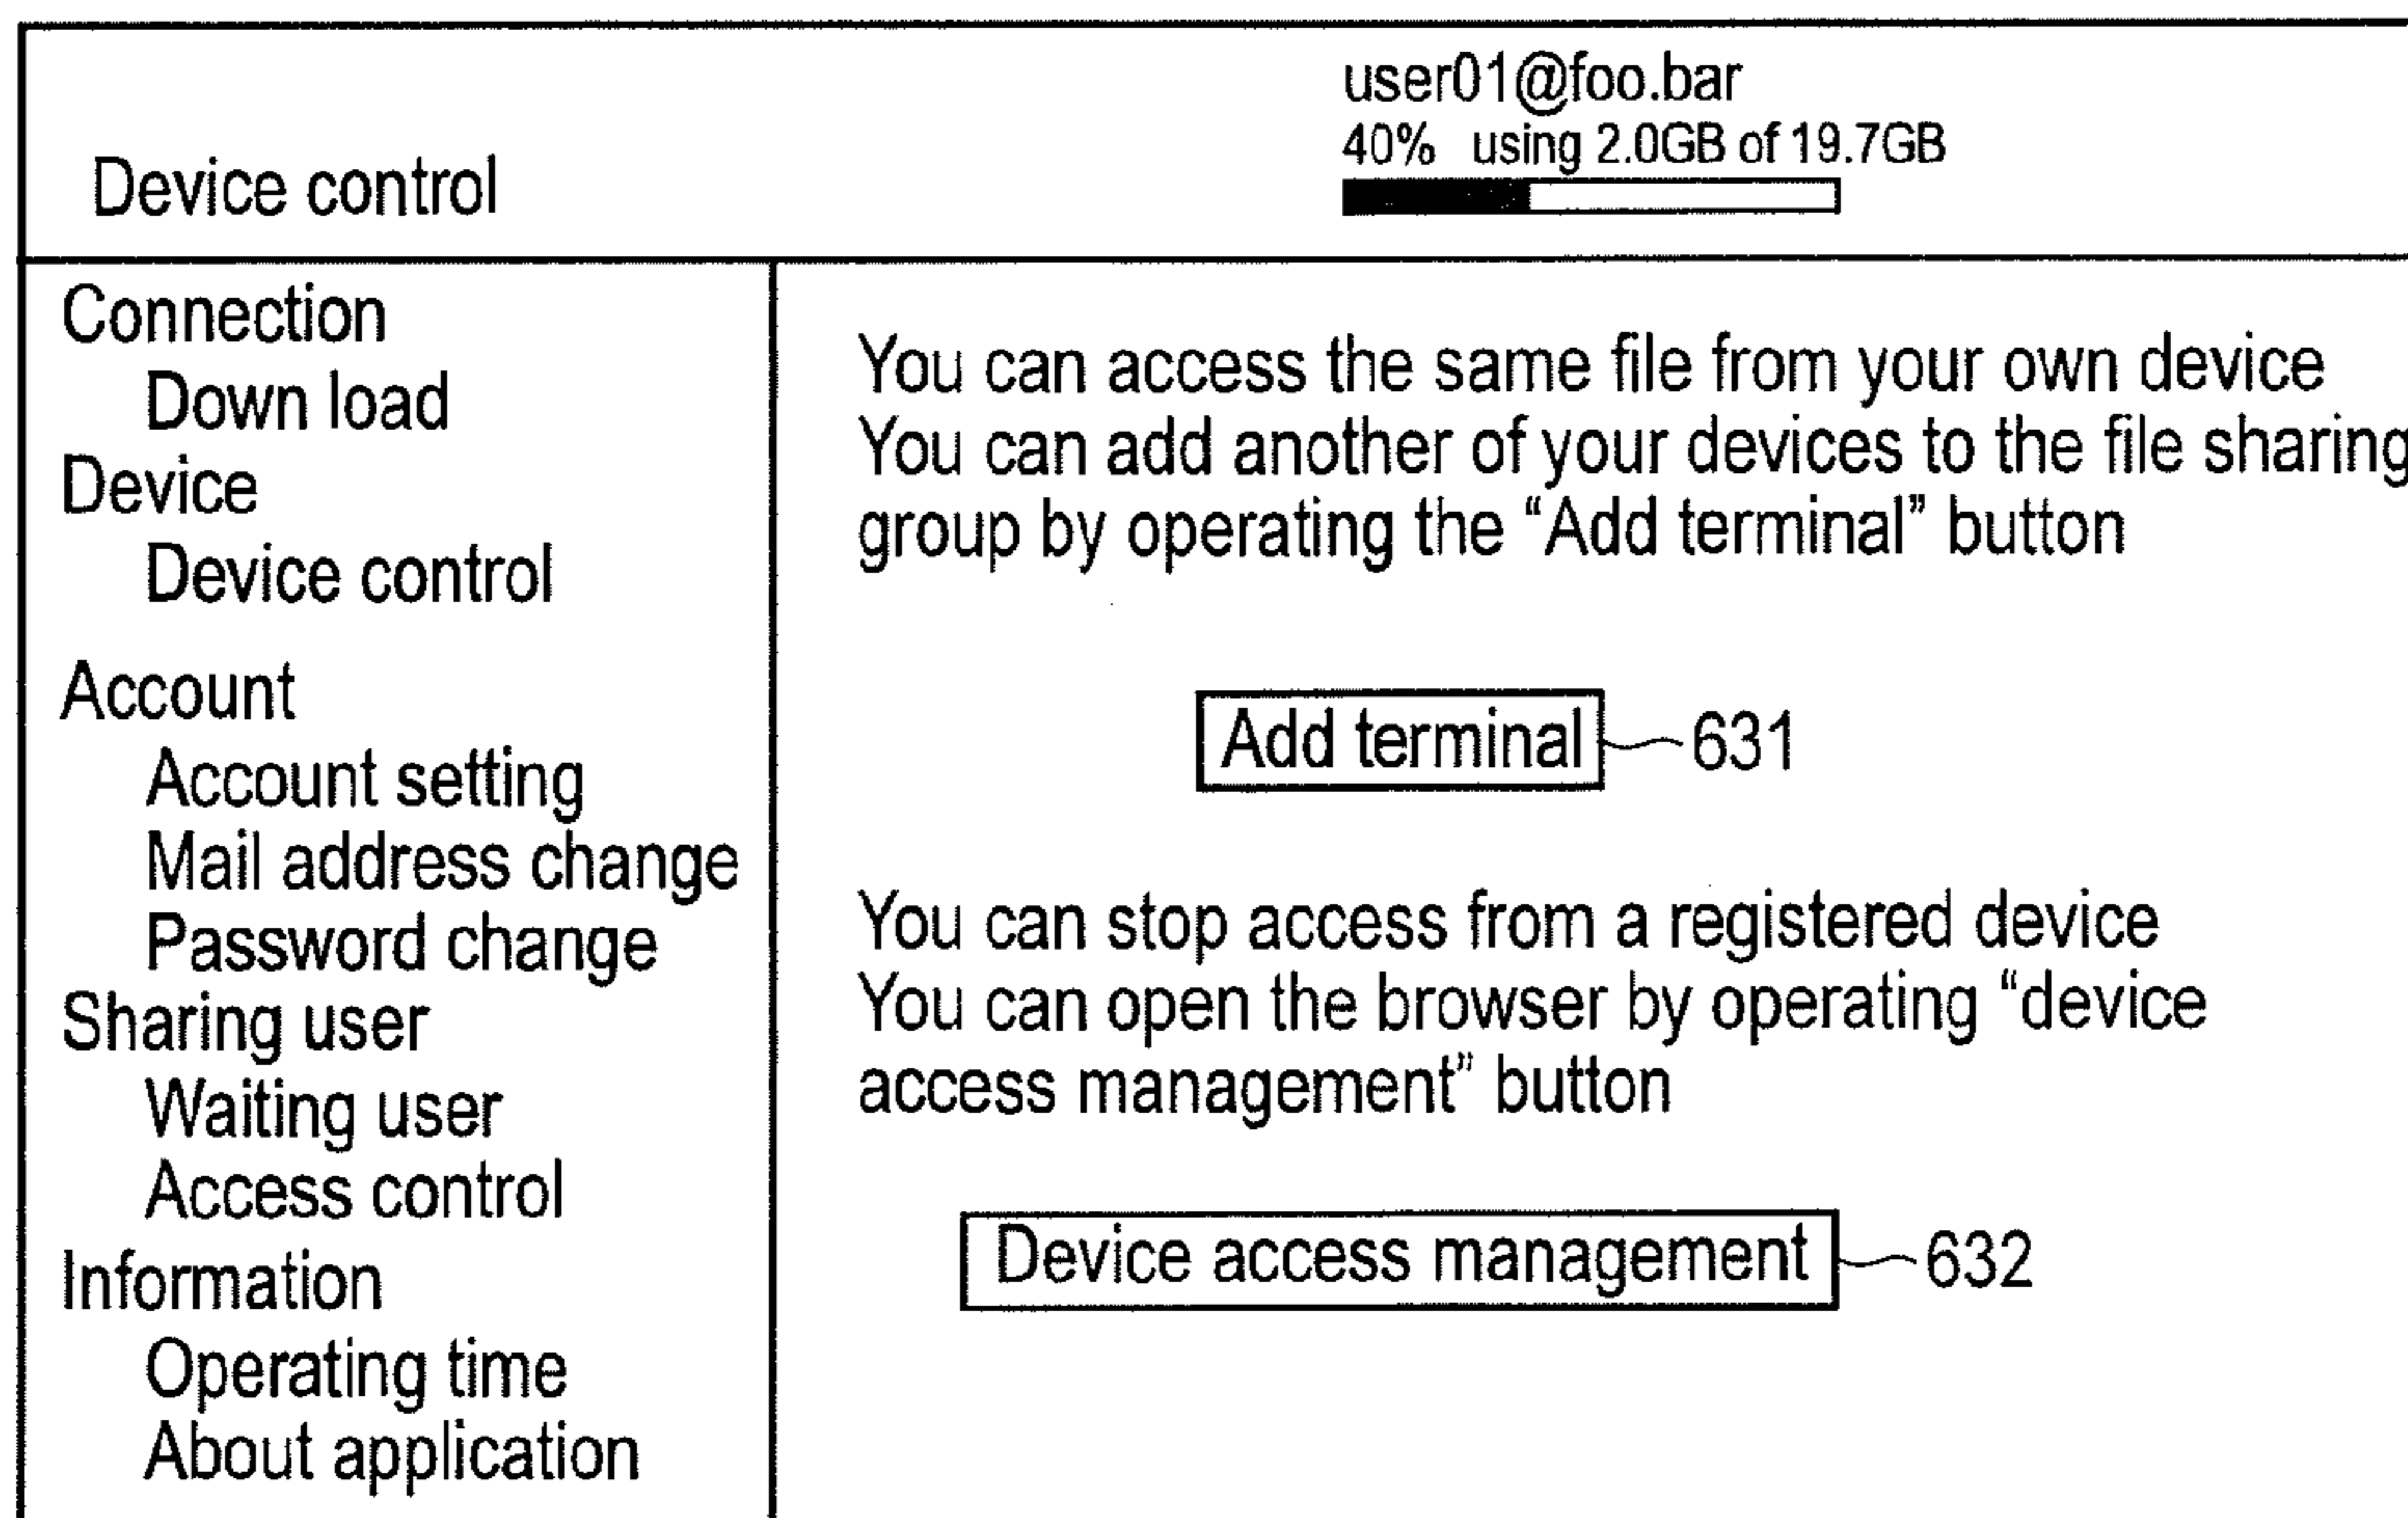 user01@foo.bar
40% using 2.0GB of 19.7GB
Device control
Connection
Down load
Device
Device control
Account
Account setting
Mail address change
Password change
Sharing user
Waiting user
Access control
Information
Operating time
About application
You can access the same file from your own device
You can add another of your devices to the file sharing
group by operating the “Add terminal” button
Add terminal 631
You can stop access from a registered device
You can open the browser by operating “device
access management” button
Device access management 632